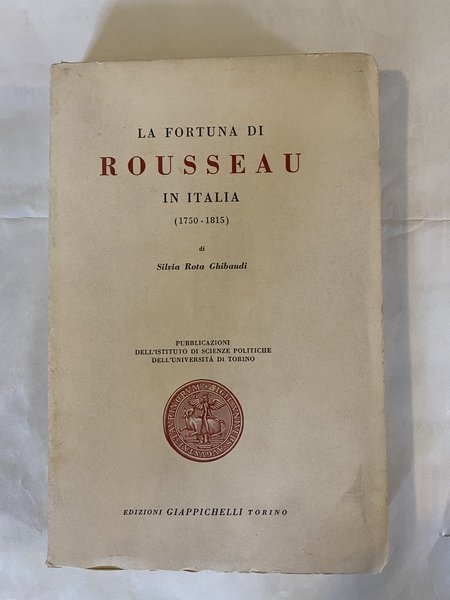 LA FORTUNA DI
ROUSSEAU
IN ITALIA
(1750-1815)
di
Silvia Rota Ghibaudi
PUBBLICAZIONI
DELL'ISTITUTO DI SCIENZE POLITICHE
DELL'UNIVERSITÀ DI TORINO
EDIZIONI GIAPPICHELLI TORINO